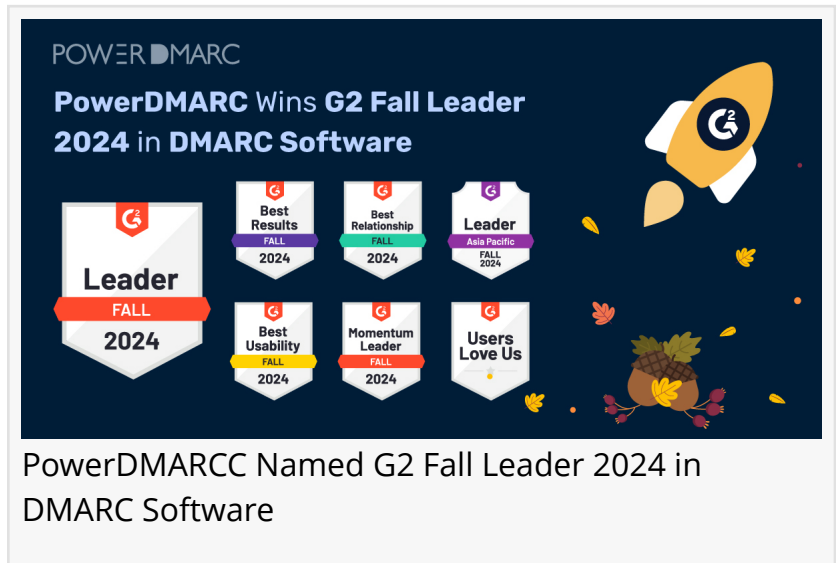 POWER DMARC
PowerDMARC Wins G2 Fall Leader
2024 in DMARC Software
G2
G2
Leader
FALL
2024
G2
Best
Results
FALL
2024
G2
Best
Relationship
FALL
2024
G2
Leader
Asia Pacific
FALL
2024
G2
Best
Usability
FALL
2024
G2
Momentum
Leader
FALL
2024
G2
Users
Love Us
PowerDMARCC Named G2 Fall Leader 2024 in
DMARC Software